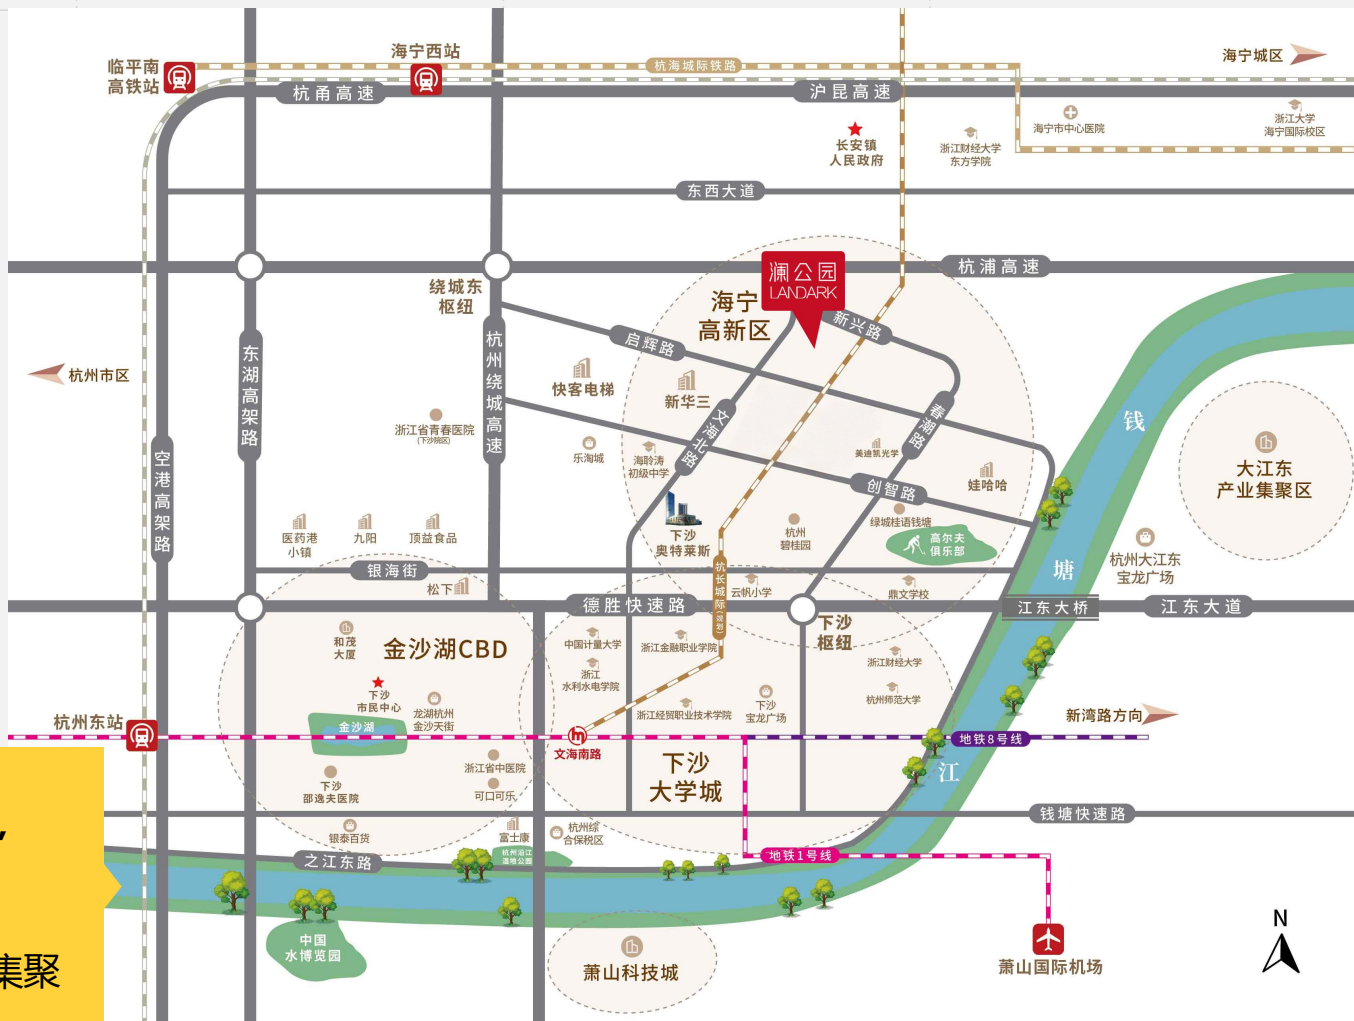 临平南
高铁站
海宁西站
杭海城际铁路
海宁城区
杭甬高速
沪昆高速
长安镇
人民政府
浙江财经大学
东方学院
海宁市中心医院
浙江大学
海宁国际校区
东西大道
杭浦高速
澜公园
LANDARK
海宁
高新区
绕城东
枢纽
新兴路
启辉路
杭州市区
东湖高架路
杭州绕城高速
快客电梯
新华三
文海北路
春潮路
钱
塘
江
浙江省青春医院
(下沙院区)
乐淘城
海聆涛
初级中学
美迪凯光学
娃哈哈
创智路
大江东
产业集聚区
空港高架路
医药港
小镇
九阳
顶益食品
下沙
奥特莱斯
杭州
碧桂园
绿城桂语钱塘
高尔夫
俱乐部
杭州大江东
宝龙广场
银海街
松下
杭长城际(规划)
云帆小学
鼎文学校
德胜快速路
江东大桥
江东大道
下沙
枢纽
和茂
大厦
金沙湖CBD
中国计量大学
浙江金融职业学院
浙江
水利水电学院
浙江财经大学
杭州师范大学
下沙
市民中心
龙湖杭州
金沙天街
金沙湖
浙江经贸职业技术学院
下沙
宝龙广场
杭州东站
文海南路
新湾路方向
地铁8号线
下沙
大学城
浙江省中医院
可口可乐
下沙
邵逸夫医院
银泰百货
富士康
杭州综
合保税区
钱塘快速路
之江东路
杭州沿江
湿地公园
地铁1号线
中国
水博览园
萧山科技城
萧山国际机场
N
,
集聚